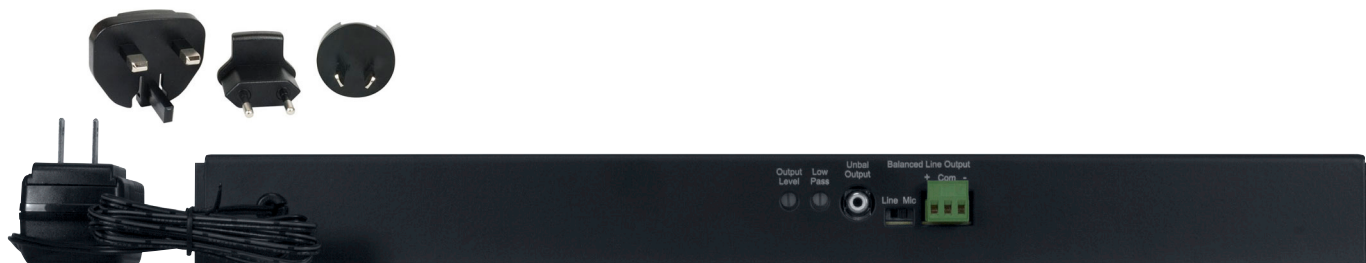 Output
Level
Low
Pass
Unbal
Output
Balanced Line Output
+ Com -
Line Mic